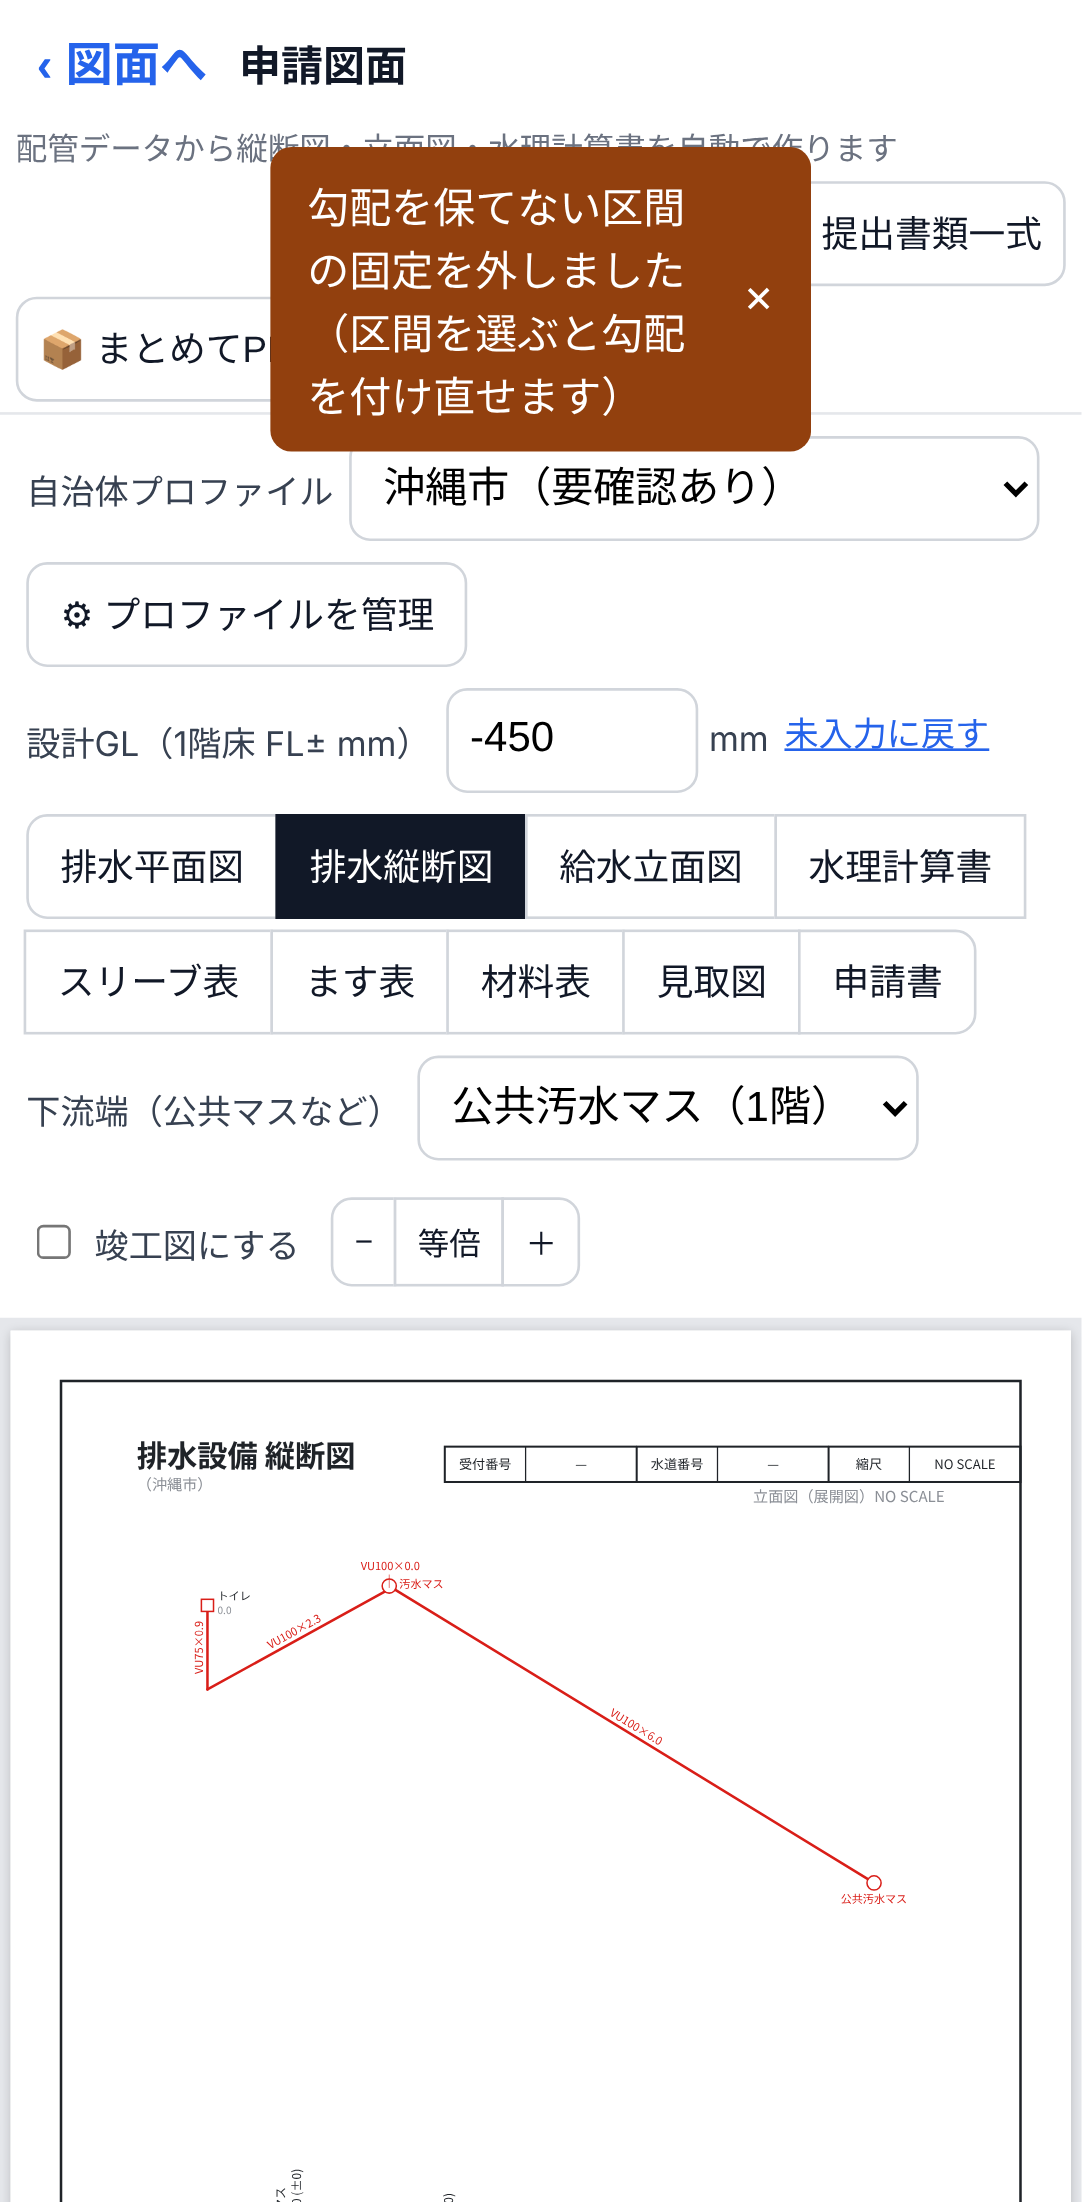 ‹ 図面へ 申請図面
配管データから縦断図・立面図・水理計算書を自動で作ります
勾配を保てない区間
の固定を外しました
（区間を選ぶと勾配
を付け直せます）
×
提出書類一式
📦 まとめてP
自治体プロファイル 沖縄市（要確認あり）
⚙ プロファイルを管理
設計GL（1階床 FL± mm） -450 mm 未入力に戻す
排水平面図 排水縦断図 給水立面図 水理計算書
スリーブ表 ます表 材料表 見取図 申請書
下流端（公共マスなど） 公共汚水マス（1階）
竣工図にする － 等倍 ＋
排水設備 縦断図
（沖縄市）
受付番号 — 水道番号 — 縮尺 NO SCALE
立面図（展開図）NO SCALE
VU100×0.0
汚水マス
トイレ
0.0
VU75×0.9
VU100×2.3
VU100×6.0
公共汚水マス